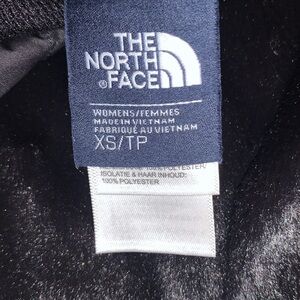 THE
NORTH
®FACE
WOMENS/FEMMES
MADE IN VIETNAM
FABRIQUÉ AU VIETNAM
XS/TP
100% POLYESTER/
ISOLATIE & HAAR INHOUD:
100% POLYESTER